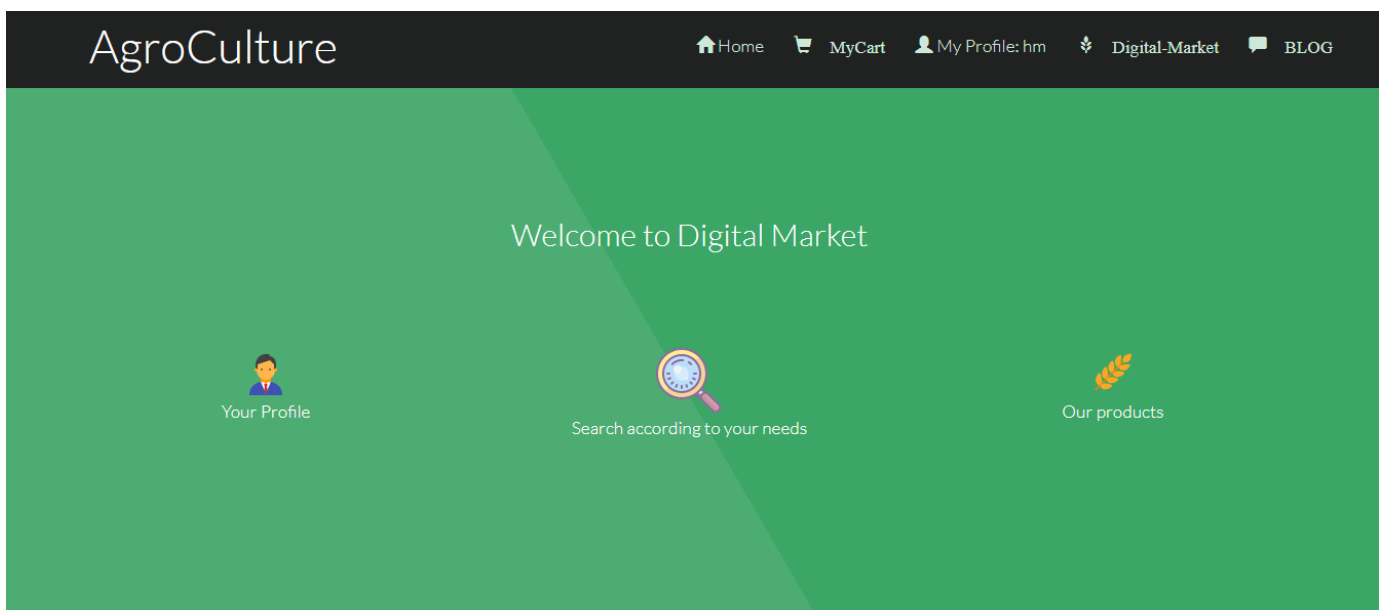 AgroCulture
Home MyCart My Profile: hm Digital-Market BLOG
Welcome to Digital Market
Your Profile
Search according to your needs
Our products